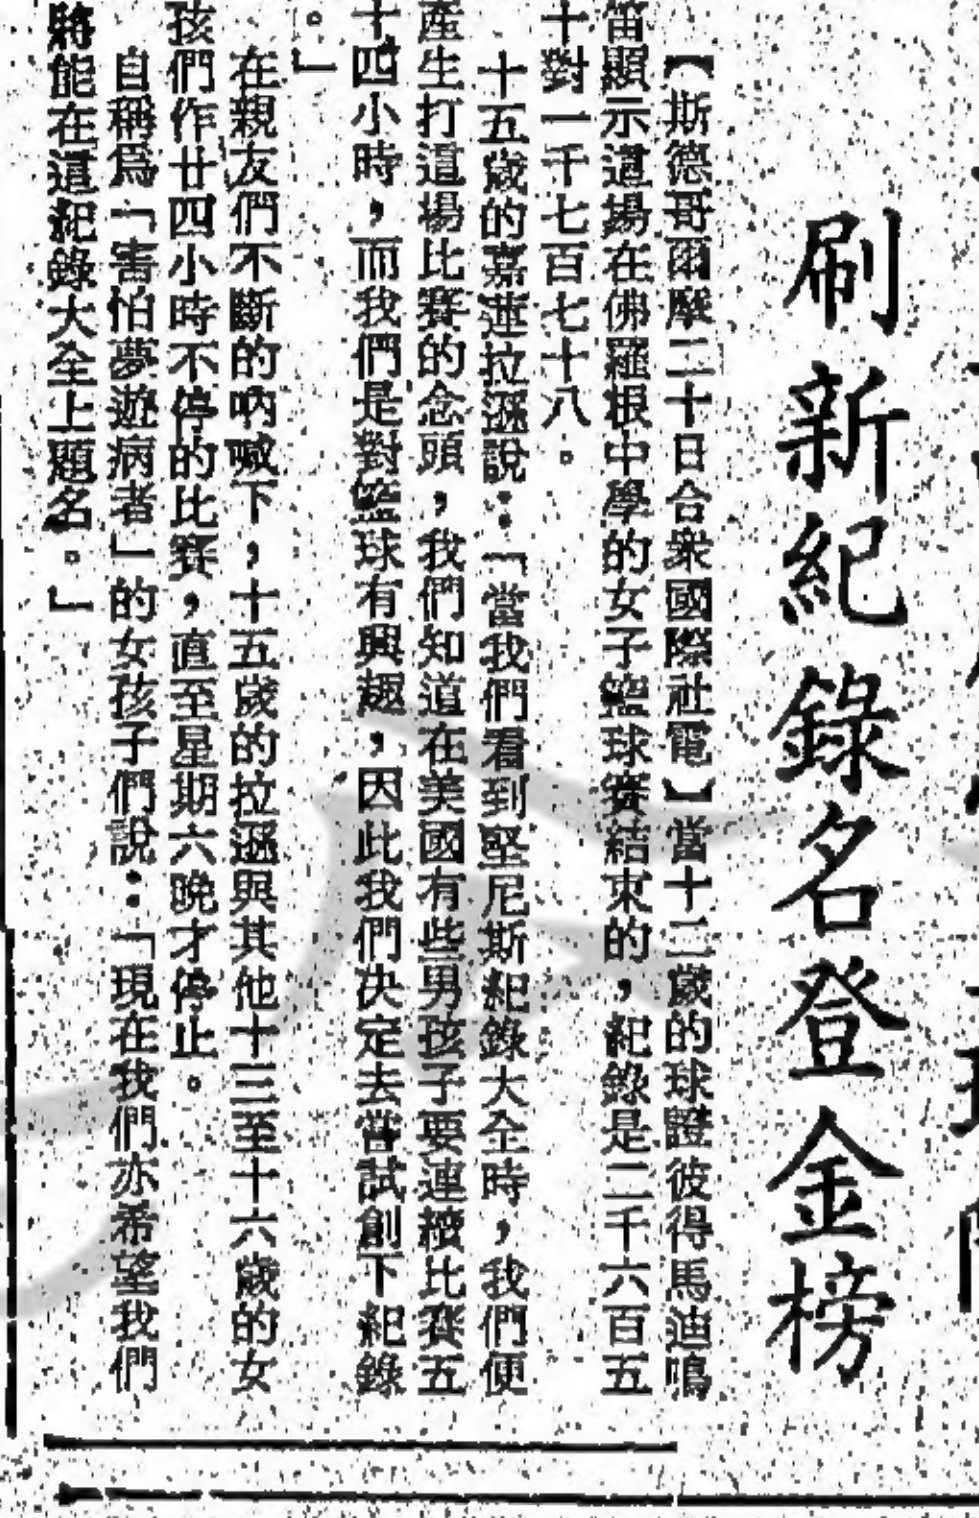 刷新紀錄名登金榜
【斯德哥爾摩二十日合衆國際社電】當十二歲的球證彼得馬迪鳴
笛顯示這場在佛羅根中學的女子籃球賽結束的，紀錄是二千六百五
十對一千七百七十八。
十五歲的嘉蓮拉遜說：「當我們看到堅尼斯紀錄大全時，我們便
產生打這場比賽的念頭，我們知道在美國有些男孩子要連續比賽五
十四小時，而我們是對籃球有興趣，因此我們決定去嘗試創下紀錄
。」
在親友們不斷的吶喊下，十五歲的拉遜與其他十三至十六歲的女
孩們作廿四小時不停的比賽，直至星期六晚才停止。
自稱爲「害怕夢遊病者」的女孩子們說：「現在我們亦希望我們
將能在這紀錄大全上題名。」